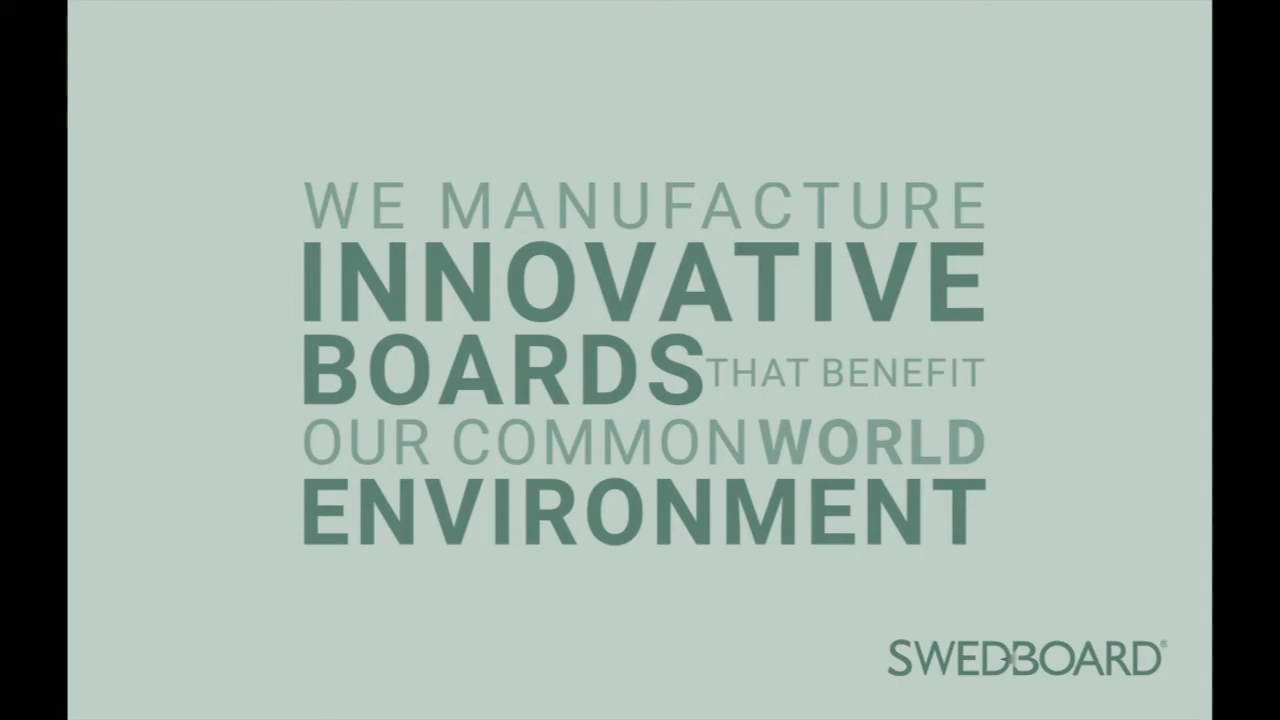 WE MANUFACTURE
INNOVATIVE
BOARDS THAT BENEFIT
OUR COMMON WORLD
ENVIRONMENT
SWEDBOARD®